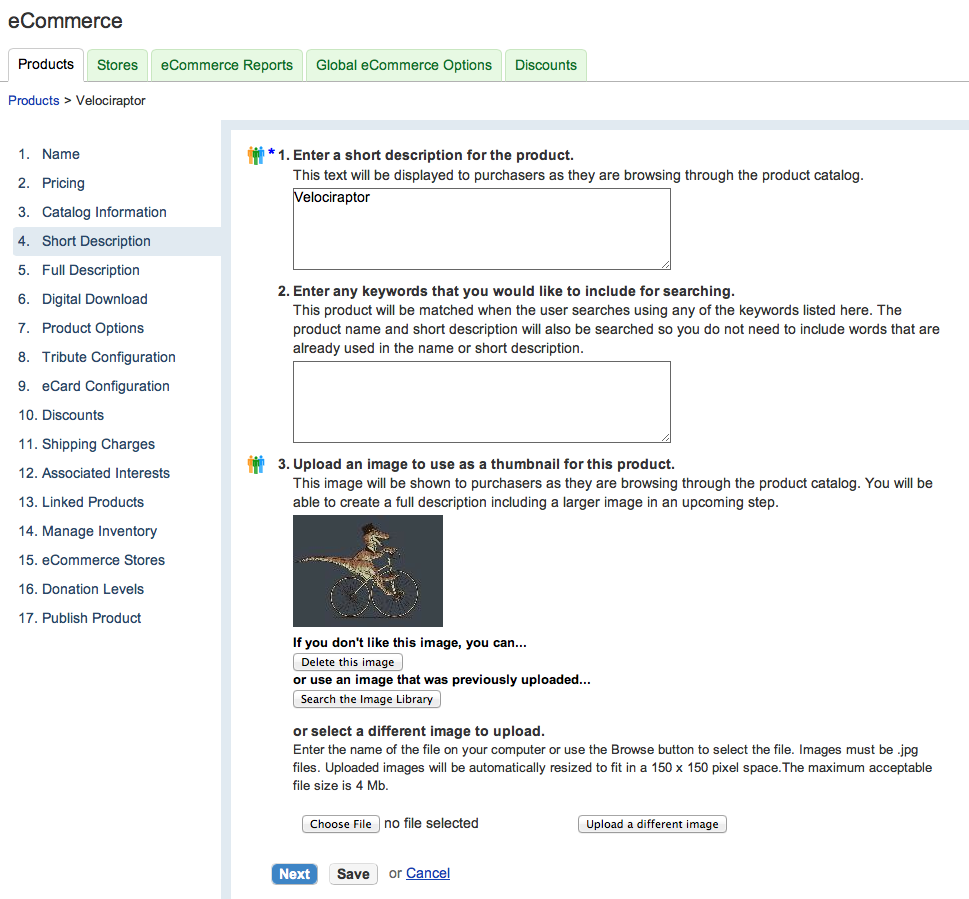 eCommerce
Products
Stores
eCommerce Reports
Global eCommerce Options
Discounts
Products > Velociraptor
1. Name
2. Pricing
3. Catalog Information
4. Short Description
5. Full Description
6. Digital Download
7. Product Options
8. Tribute Configuration
9. eCard Configuration
10. Discounts
11. Shipping Charges
12. Associated Interests
13. Linked Products
14. Manage Inventory
15. eCommerce Stores
16. Donation Levels
17. Publish Product
* 1. Enter a short description for the product.
This text will be displayed to purchasers as they are browsing through the product catalog.
Velociraptor
2. Enter any keywords that you would like to include for searching.
This product will be matched when the user searches using any of the keywords listed here. The
product name and short description will also be searched so you do not need to include words that are
already used in the name or short description.
3. Upload an image to use as a thumbnail for this product.
This image will be shown to purchasers as they are browsing through the product catalog. You will be
able to create a full description including a larger image in an upcoming step.
If you don't like this image, you can...
Delete this image
or use an image that was previously uploaded...
Search the Image Library
or select a different image to upload.
Enter the name of the file on your computer or use the Browse button to select the file. Images must be .jpg
files. Uploaded images will be automatically resized to fit in a 150 x 150 pixel space.The maximum acceptable
file size is 4 Mb.
Choose File no file selected
Upload a different image
Next Save or Cancel